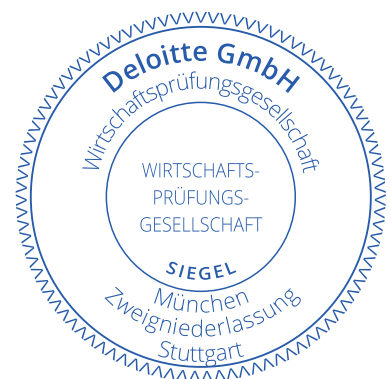 Deloitte GmbH
Wirtschaftsprüfungsgesellschaft
WIRTSCHAFTS-
PRÜFUNGS-
GESELLSCHAFT
SIEGEL
München
Zweigniederlassung
Stuttgart